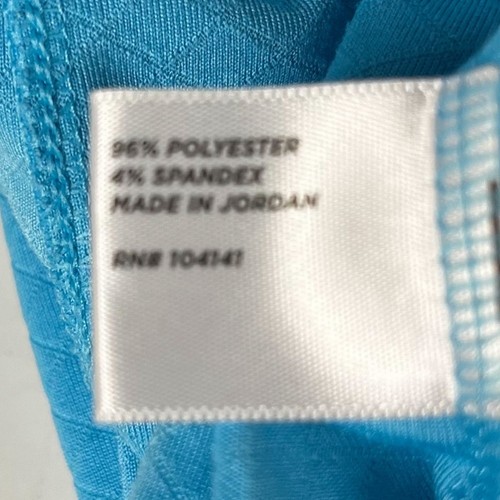 96% POLYESTER
4% SPANDEX
MADE IN JORDAN
RN# 104141